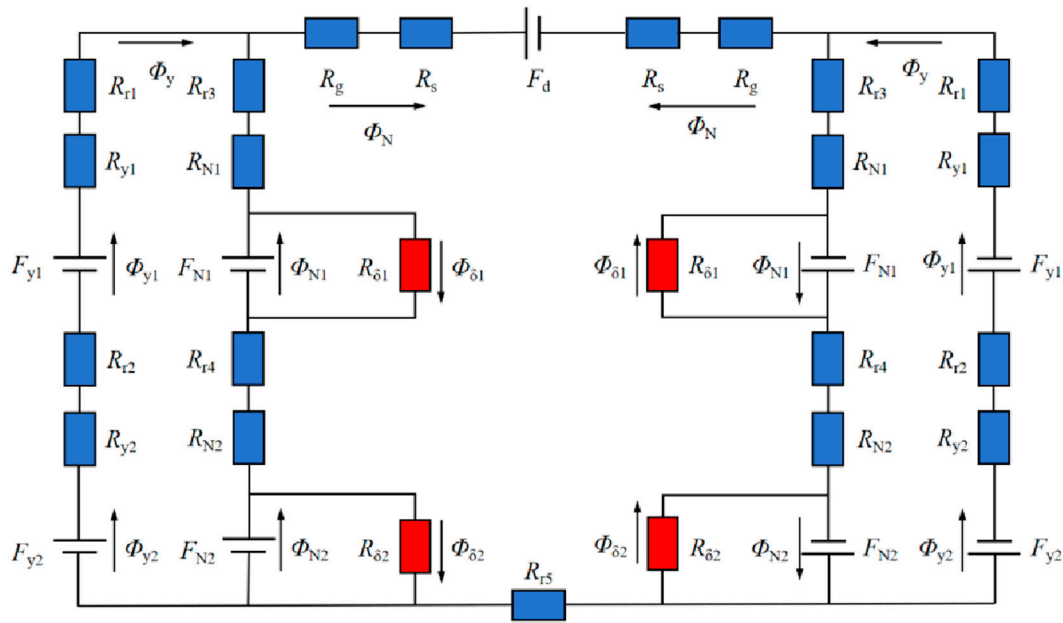 Φy Φy
Rr1 Rr3 Rg Rs Fd Rs Rg Rr3 Rr1
ΦN ΦN
Ry1 RN1 RN1 Ry1
Fy1 Φy1 FN1 ΦN1 Rδ1 Φδ1 Φδ1 Rδ1 ΦN1 FN1 Φy1 Fy1
Rr2 Rr4 Rr4 Rr2
Ry2 RN2 RN2 Ry2
Fy2 Φy2 FN2 ΦN2 Rδ2 Φδ2 Φδ2 Rδ2 ΦN2 FN2 Φy2 Fy2
Rr5